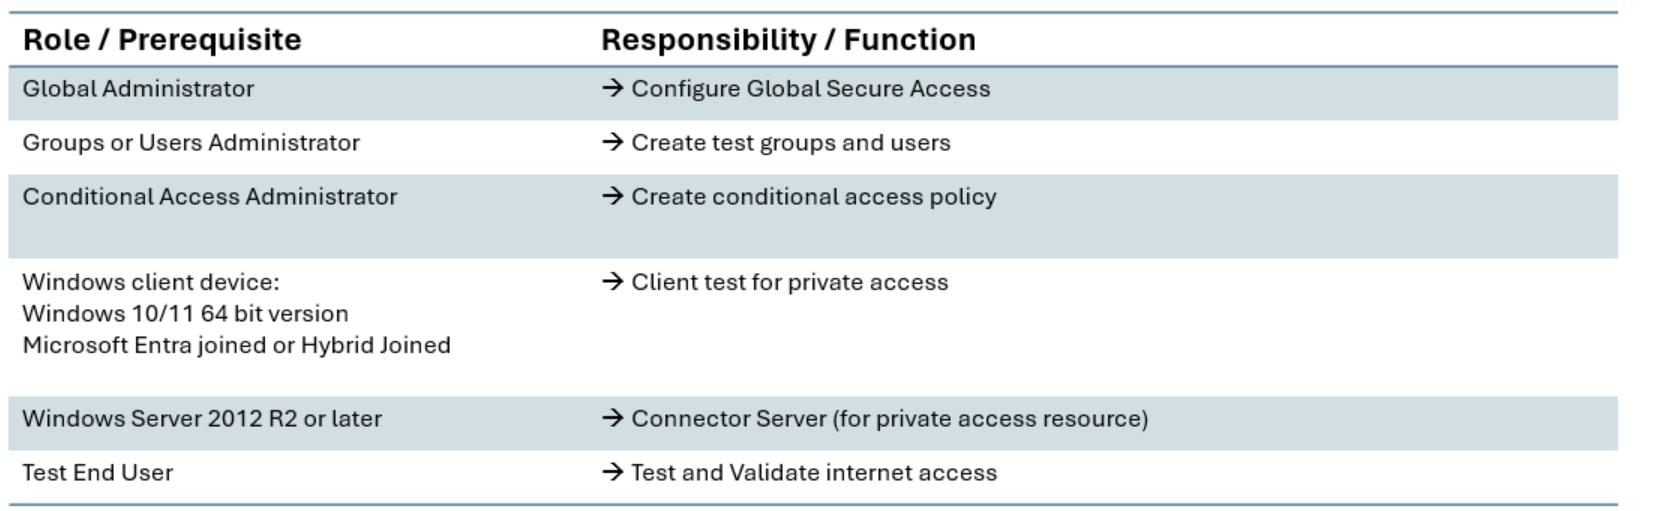 Role / Prerequisite Responsibility / Function
Global Administrator → Configure Global Secure Access
Groups or Users Administrator → Create test groups and users
Conditional Access Administrator → Create conditional access policy
Windows client device: → Client test for private access
Windows 10/11 64 bit version
Microsoft Entra joined or Hybrid Joined
Windows Server 2012 R2 or later → Connector Server (for private access resource)
Test End User → Test and Validate internet access